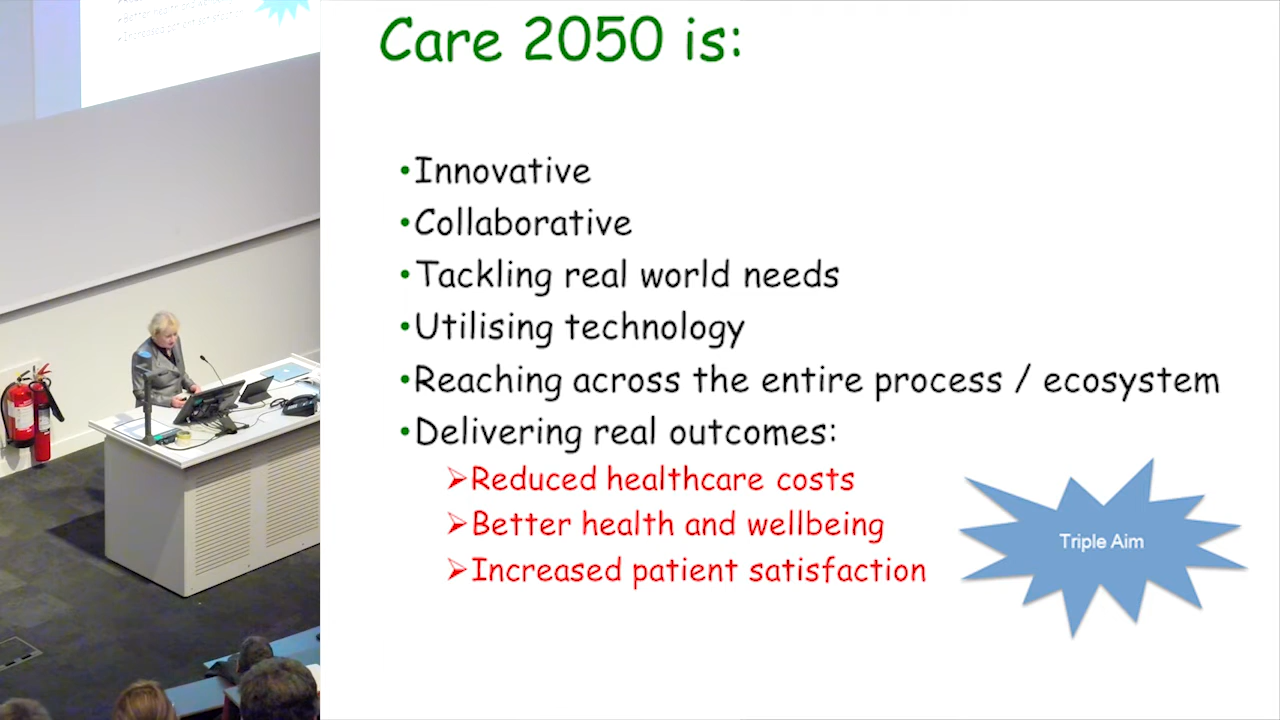 Care 2050 is:
•Innovative
•Collaborative
•Tackling real world needs
•Utilising technology
•Reaching across the entire process / ecosystem
•Delivering real outcomes:
➢Reduced healthcare costs
➢Better health and wellbeing
➢Increased patient satisfaction
Triple Aim